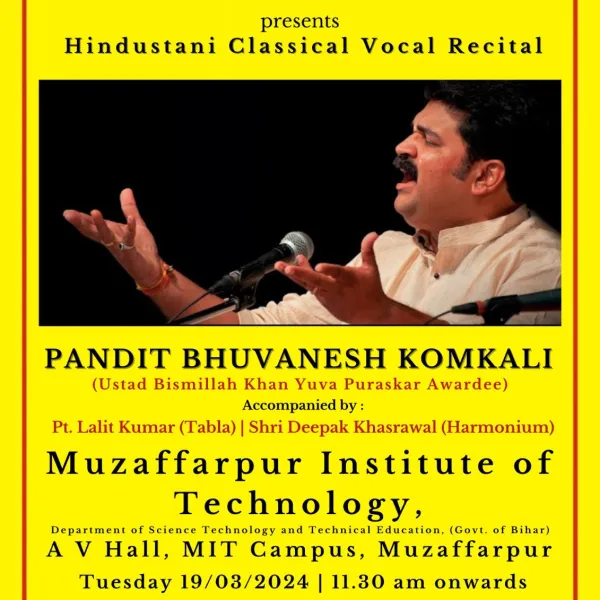 presents
Hindustani Classical Vocal Recital
PANDIT BHUVANESH KOMKALI
(Ustad Bismillah Khan Yuva Puraskar Awardee)
Accompanied by :
Pt. Lalit Kumar (Tabla) | Shri Deepak Khasrawal (Harmonium)
Muzaffarpur Institute of
Technology,
Department of Science Technology and Technical Education, (Govt. of Bihar)
A V Hall, MIT Campus, Muzaffarpur
Tuesday 19/03/2024 | 11.30 am onwards